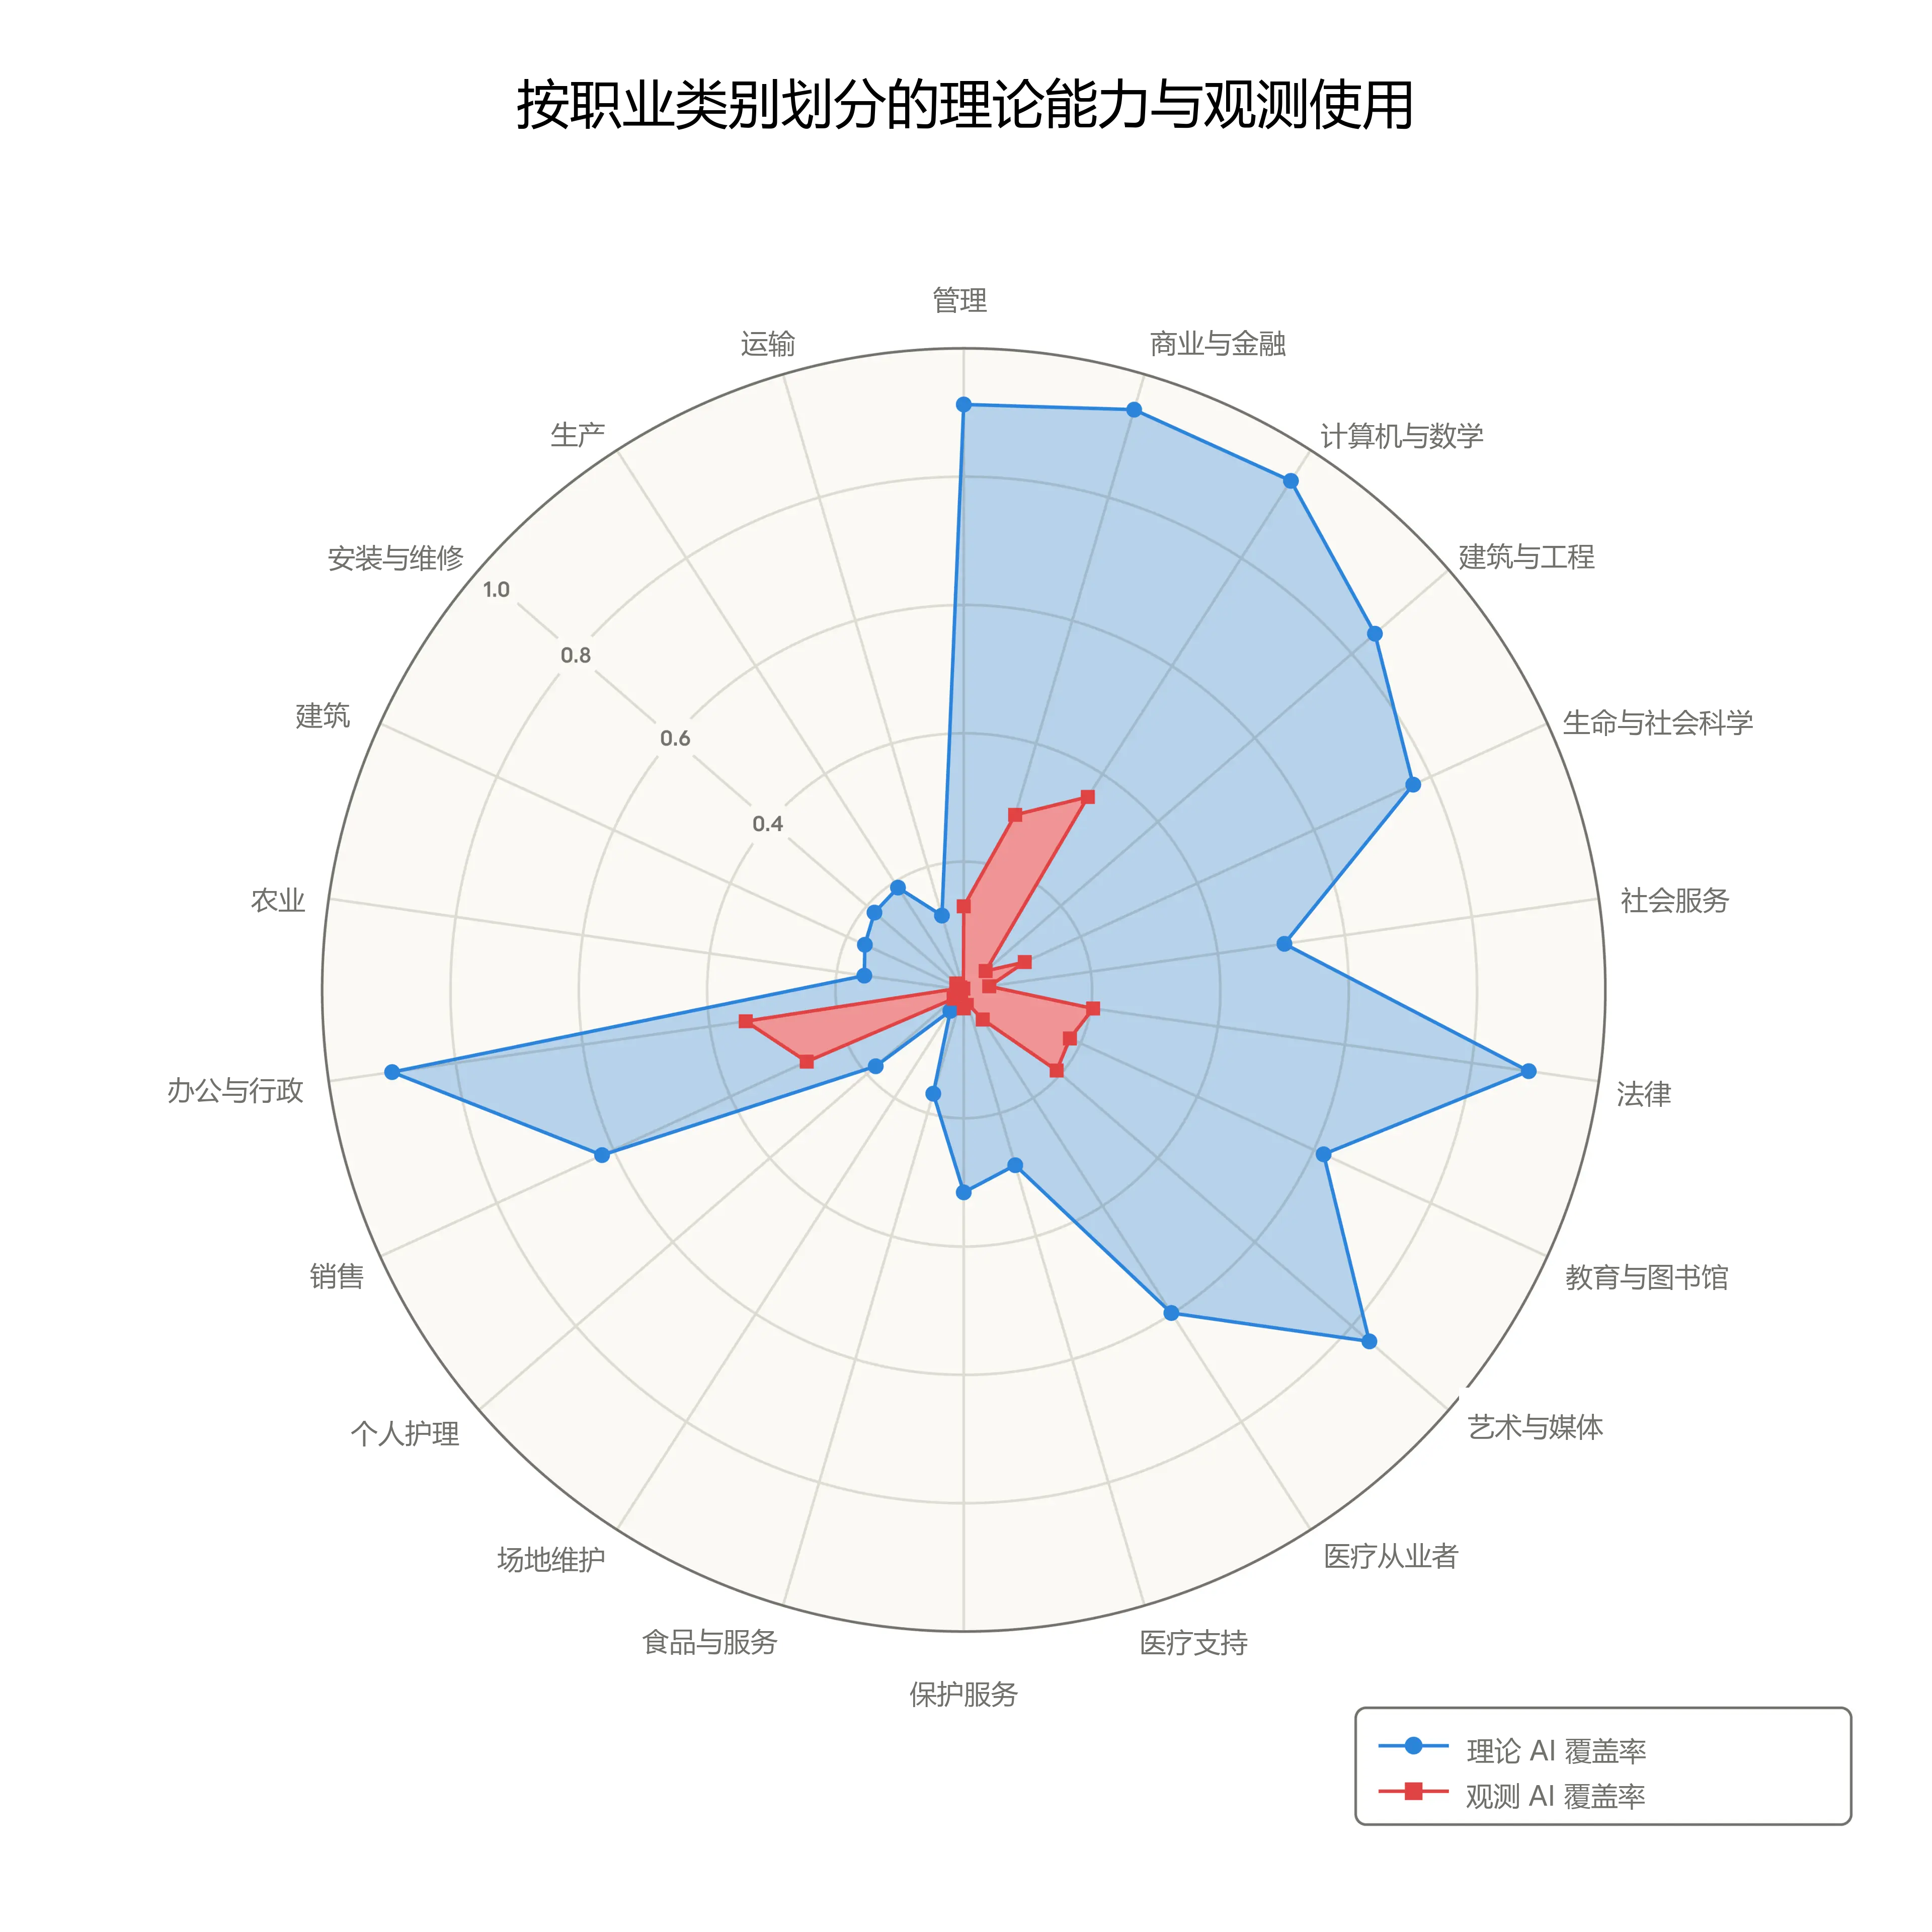 按职业类别划分的理论能力与观测使用
管理
运输
商业与金融
生产
计算机与数学
安装与维修
建筑与工程
1.0
0.8
建筑
生命与社会科学
0.6
0.4
农业
社会服务
办公与行政
法律
销售
教育与图书馆
个人护理
艺术与媒体
场地维护
医疗从业者
食品与服务
医疗支持
保护服务
理论 AI 覆盖率
观测 AI 覆盖率